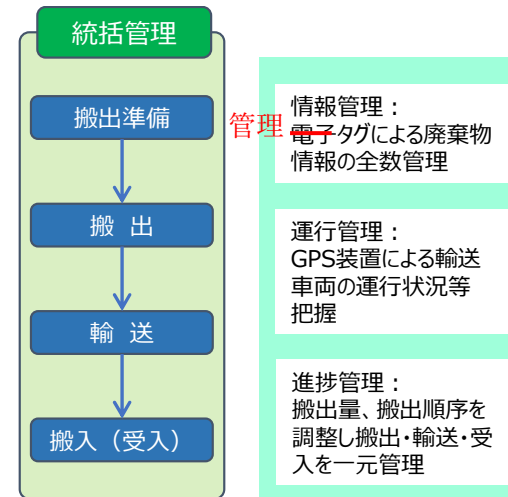 統括管理
搬出準備
搬 出
輸 送
搬入（受入）
管理
情報管理：
電子タグによる廃棄物
情報の全数管理
運行管理：
GPS装置による輸送
車両の運行状況等
把握
進捗管理：
搬出量、搬出順序を
調整し搬出・輸送・受
入を一元管理